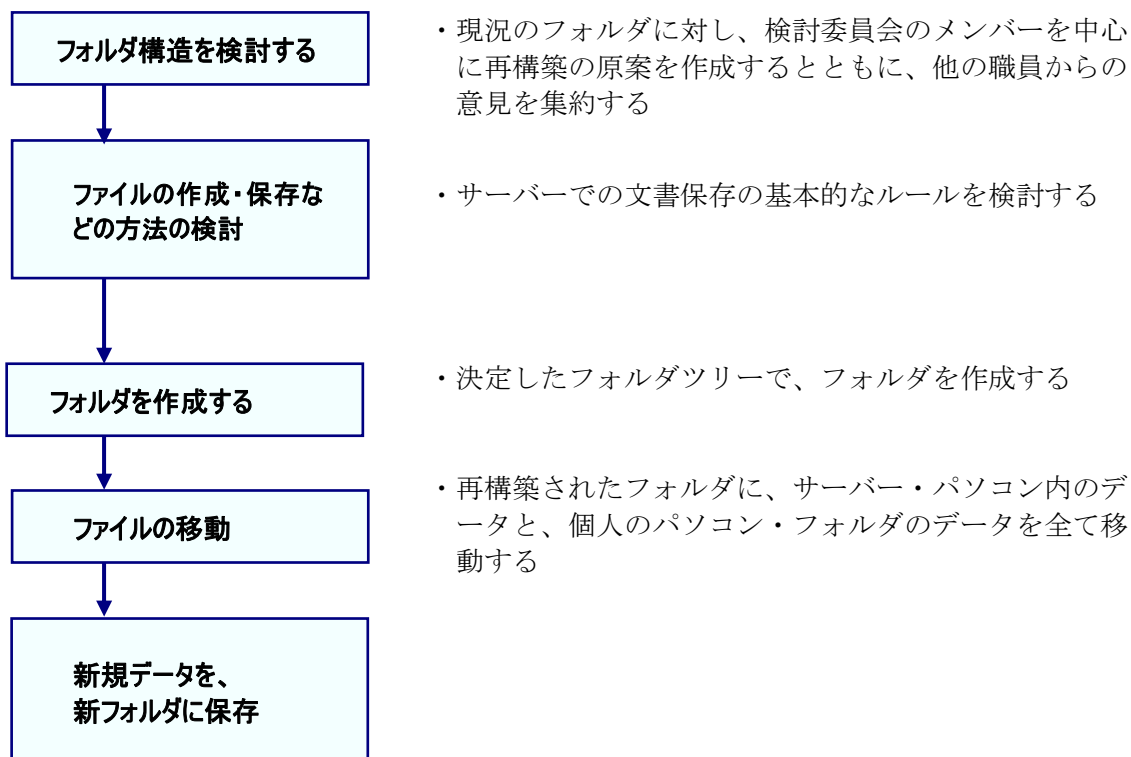 フォルダ構造を検討する
・現況のフォルダに対し、検討委員会のメンバーを中心
に再構築の原案を作成するとともに、他の職員からの
意見を集約する
ファイルの作成・保存な
どの方法の検討
・サーバーでの文書保存の基本的なルールを検討する
フォルダを作成する
・決定したフォルダツリーで、フォルダを作成する
ファイルの移動
・再構築されたフォルダに、サーバー・パソコン内のデ
ータと、個人のパソコン・フォルダのデータを全て移
動する
新規データを、
新フォルダに保存